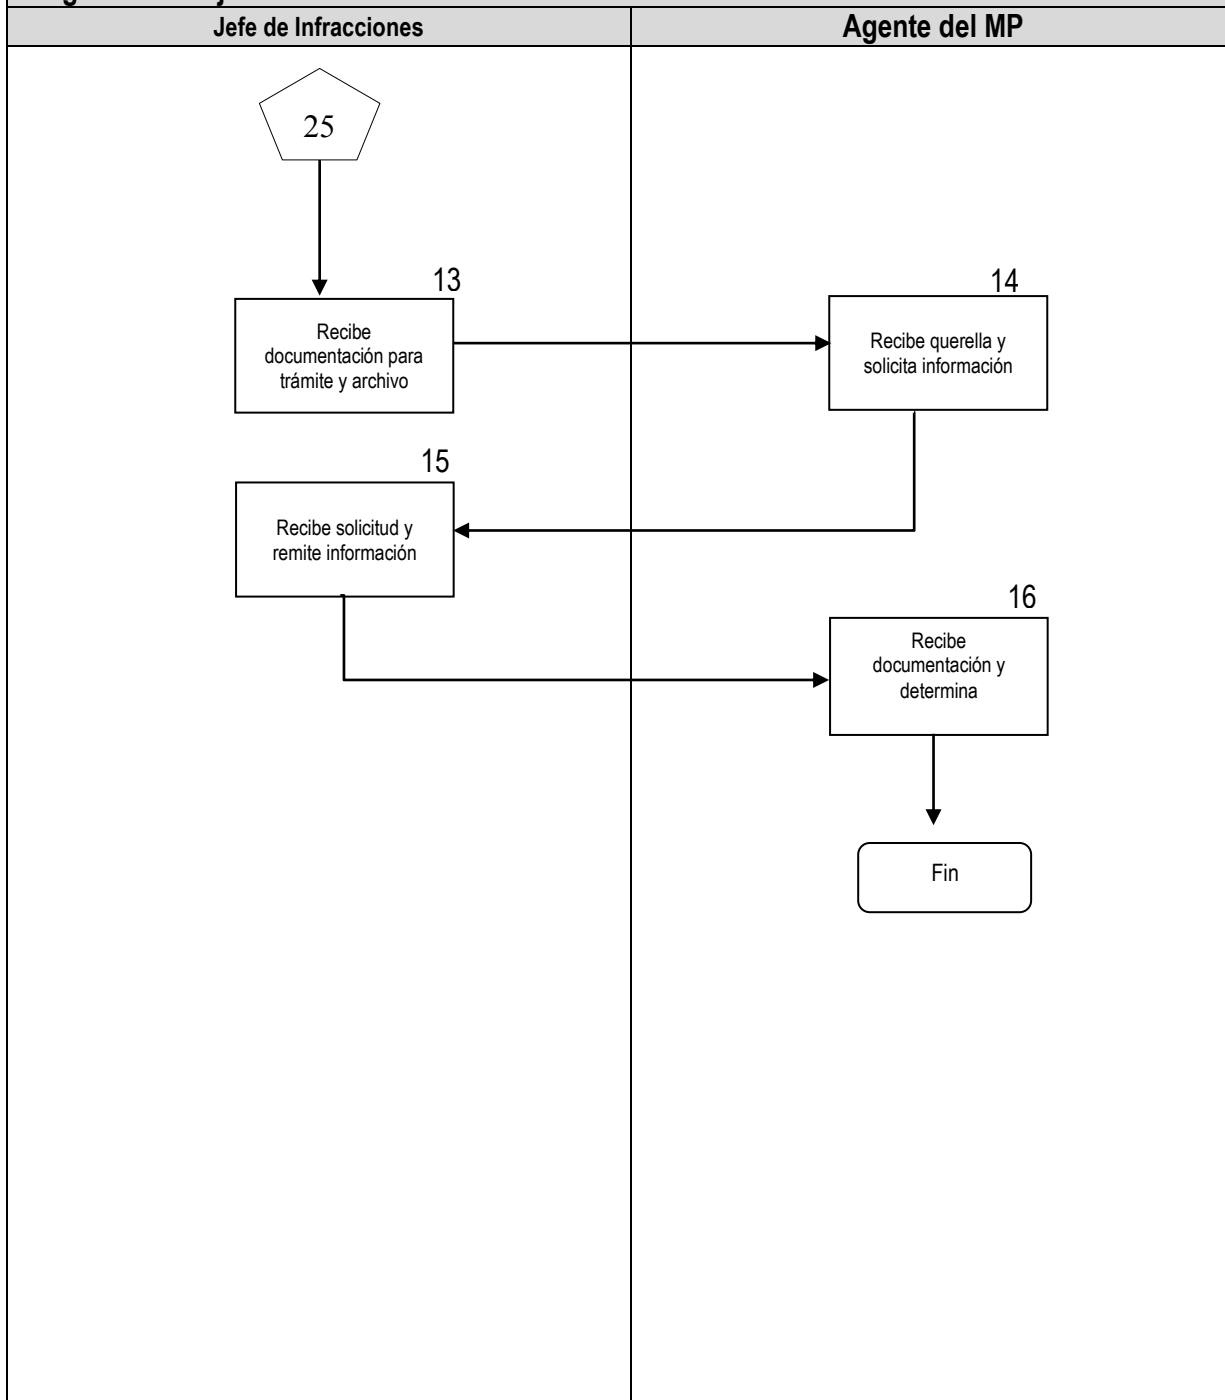 Jefe de Infracciones
Agente del MP
25
13
Recibe
documentación para
trámite y archivo
14
Recibe querella y
solicita información
15
Recibe solicitud y
remite información
16
Recibe
documentación y
determina
Fin